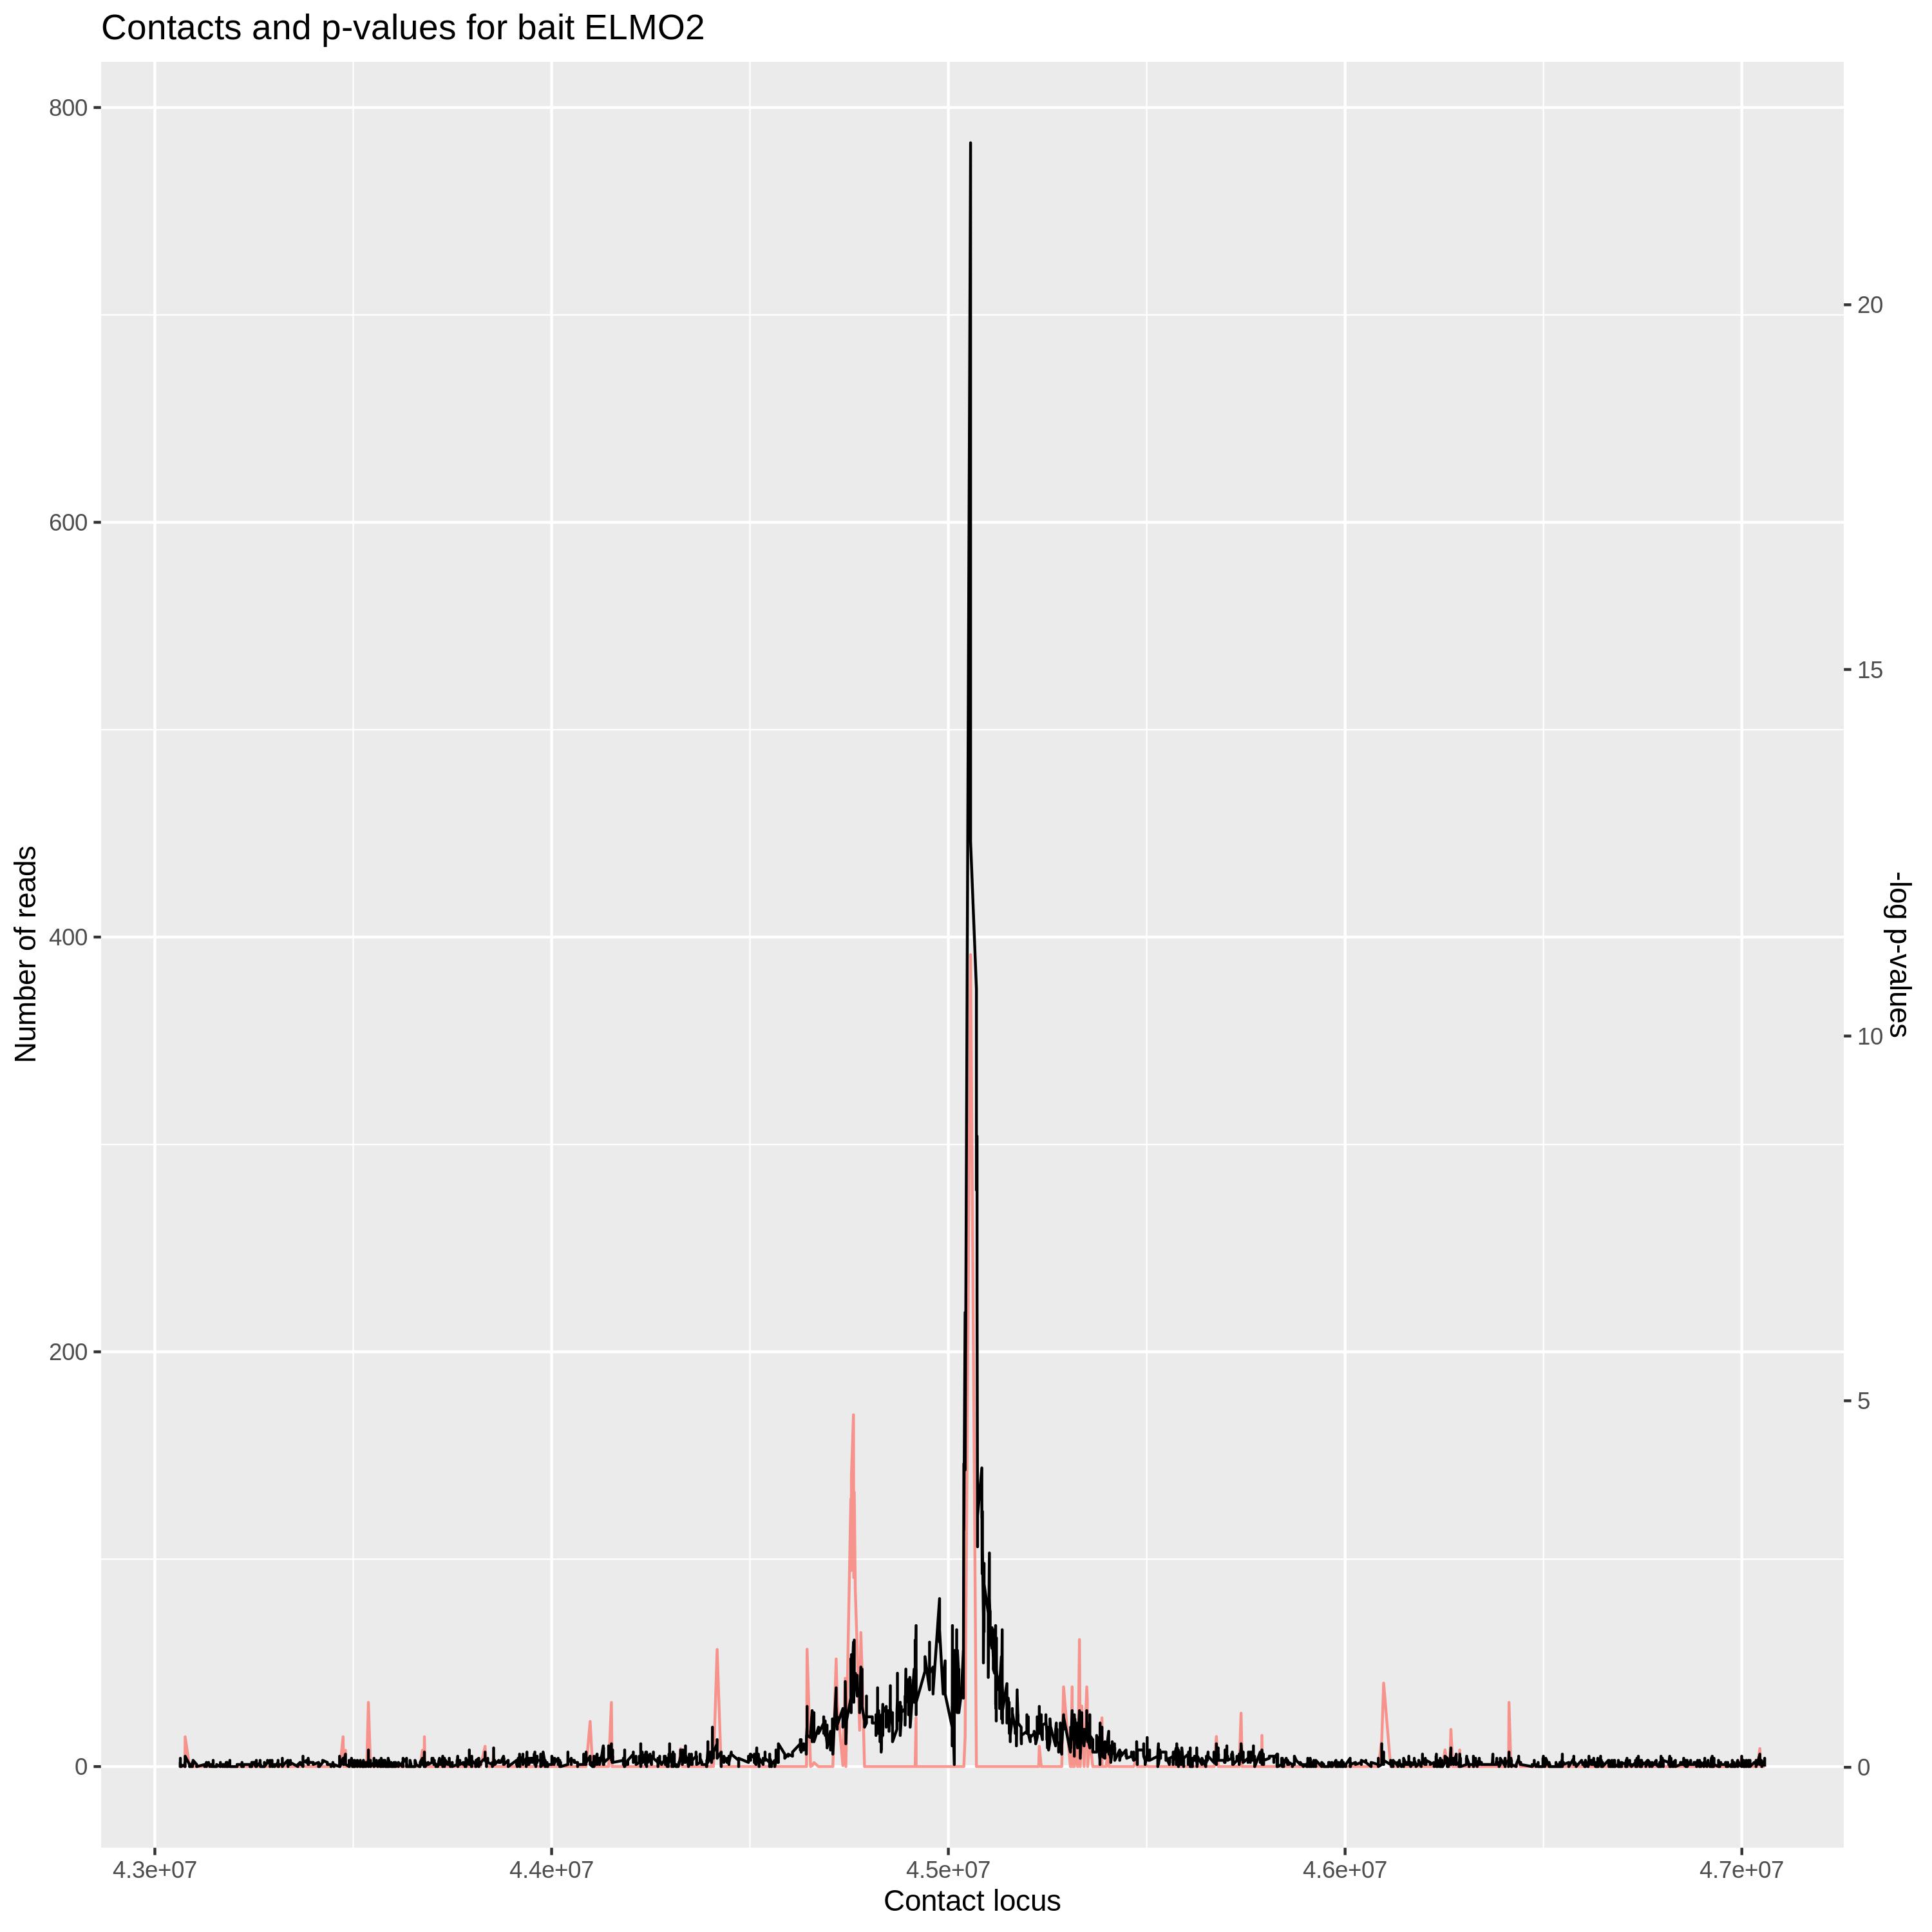 Contacts and p-values for bait ELMO2
800
600
400
200
0
Number of reads
20
15
10
5
0
-log p-values
4.3e+07
4.4e+07
4.5e+07
4.6e+07
4.7e+07
Contact locus